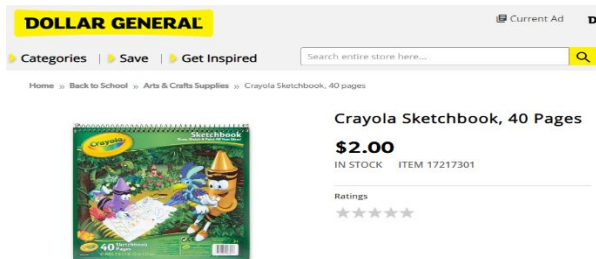 DOLLAR GENERAL
Current Ad
D
Categories | Save | Get Inspired
Search entire store here...
Home » Back to School » Arts & Crafts Supplies » Crayola Sketchbook, 40 pages
Crayola Sketchbook, 40 Pages
$2.00
IN STOCK ITEM 17217301
Ratings
Sketchbook
Crayola
40 Sketchbook
Pages